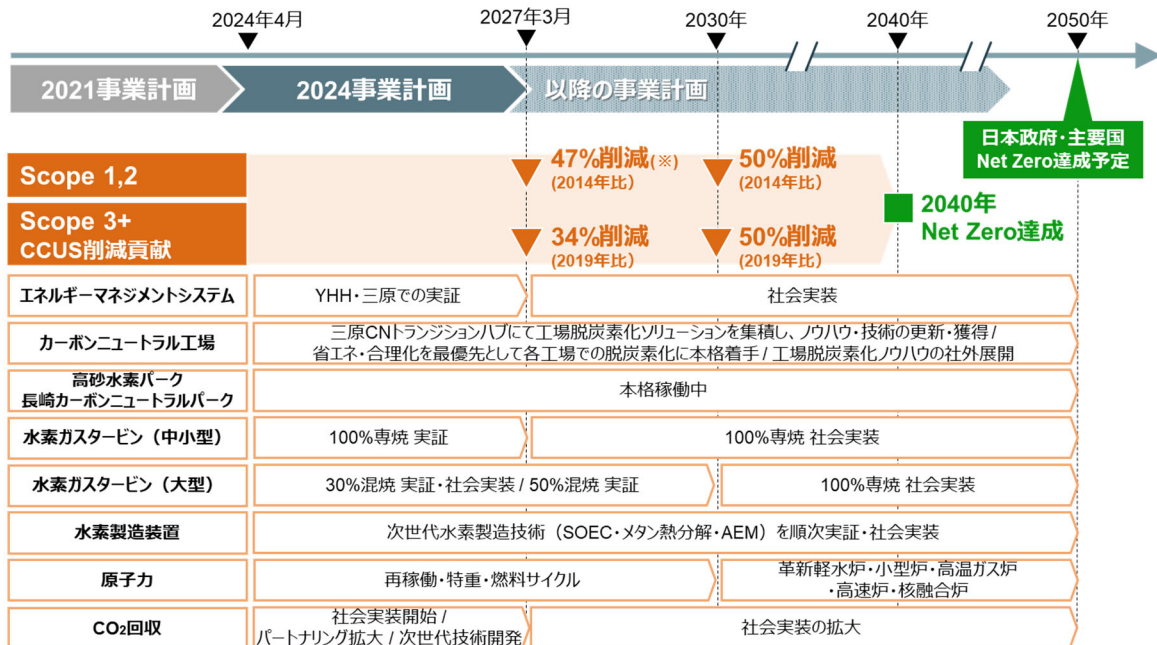 2024年4月
2027年3月
2030年
2040年
2050年
2021事業計画
2024事業計画
以降の事業計画
日本政府・主要国
Net Zero達成予定
Scope 1,2
47%削減(※)
(2014年比)
50%削減
(2014年比)
Scope 3+
CCUS削減貢献
34%削減
(2019年比)
50%削減
(2019年比)
2040年
Net Zero達成
エネルギーマネジメントシステム
YHH・三原での実証
社会実装
カーボンニュートラル工場
三原CNトランジションハブにて工場脱炭素化ソリューションを集積し、ノウハウ・技術の更新・獲得 /
省エネ・合理化を最優先として各工場での脱炭素化に本格着手 / 工場脱炭素化ノウハウの社外展開
高砂水素パーク
長崎カーボンニュートラルパーク
本格稼働中
水素ガスタービン（中小型）
100%専焼 実証
100%専焼 社会実装
水素ガスタービン（大型）
30%混焼 実証・社会実装 / 50%混焼 実証
100%専焼 社会実装
水素製造装置
次世代水素製造技術（SOEC・メタン熱分解・AEM）を順次実証・社会実装
原子力
再稼働・特重・燃料サイクル
革新軽水炉・小型炉・高温ガス炉
・高速炉・核融合炉
CO₂回収
社会実装開始 /
パートナリング拡大 / 次世代技術開発
社会実装の拡大